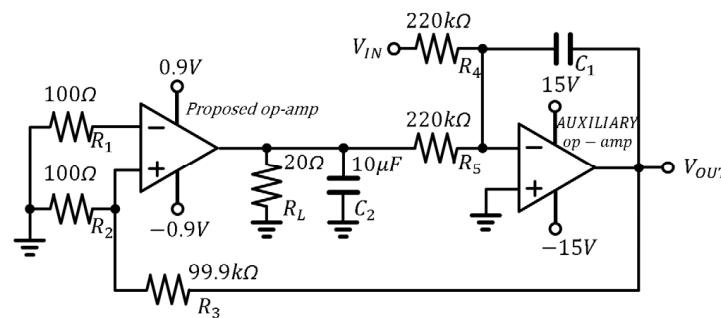 220kΩ
V_IN
R_4
C_1
0.9V
15V
100Ω
Proposed op-amp
R_1
220kΩ
AUXILIARY
op-amp
100Ω
20Ω
10μF
R_5
V_OUT
R_2
-0.9V
R_L
C_2
-15V
99.9kΩ
R_3